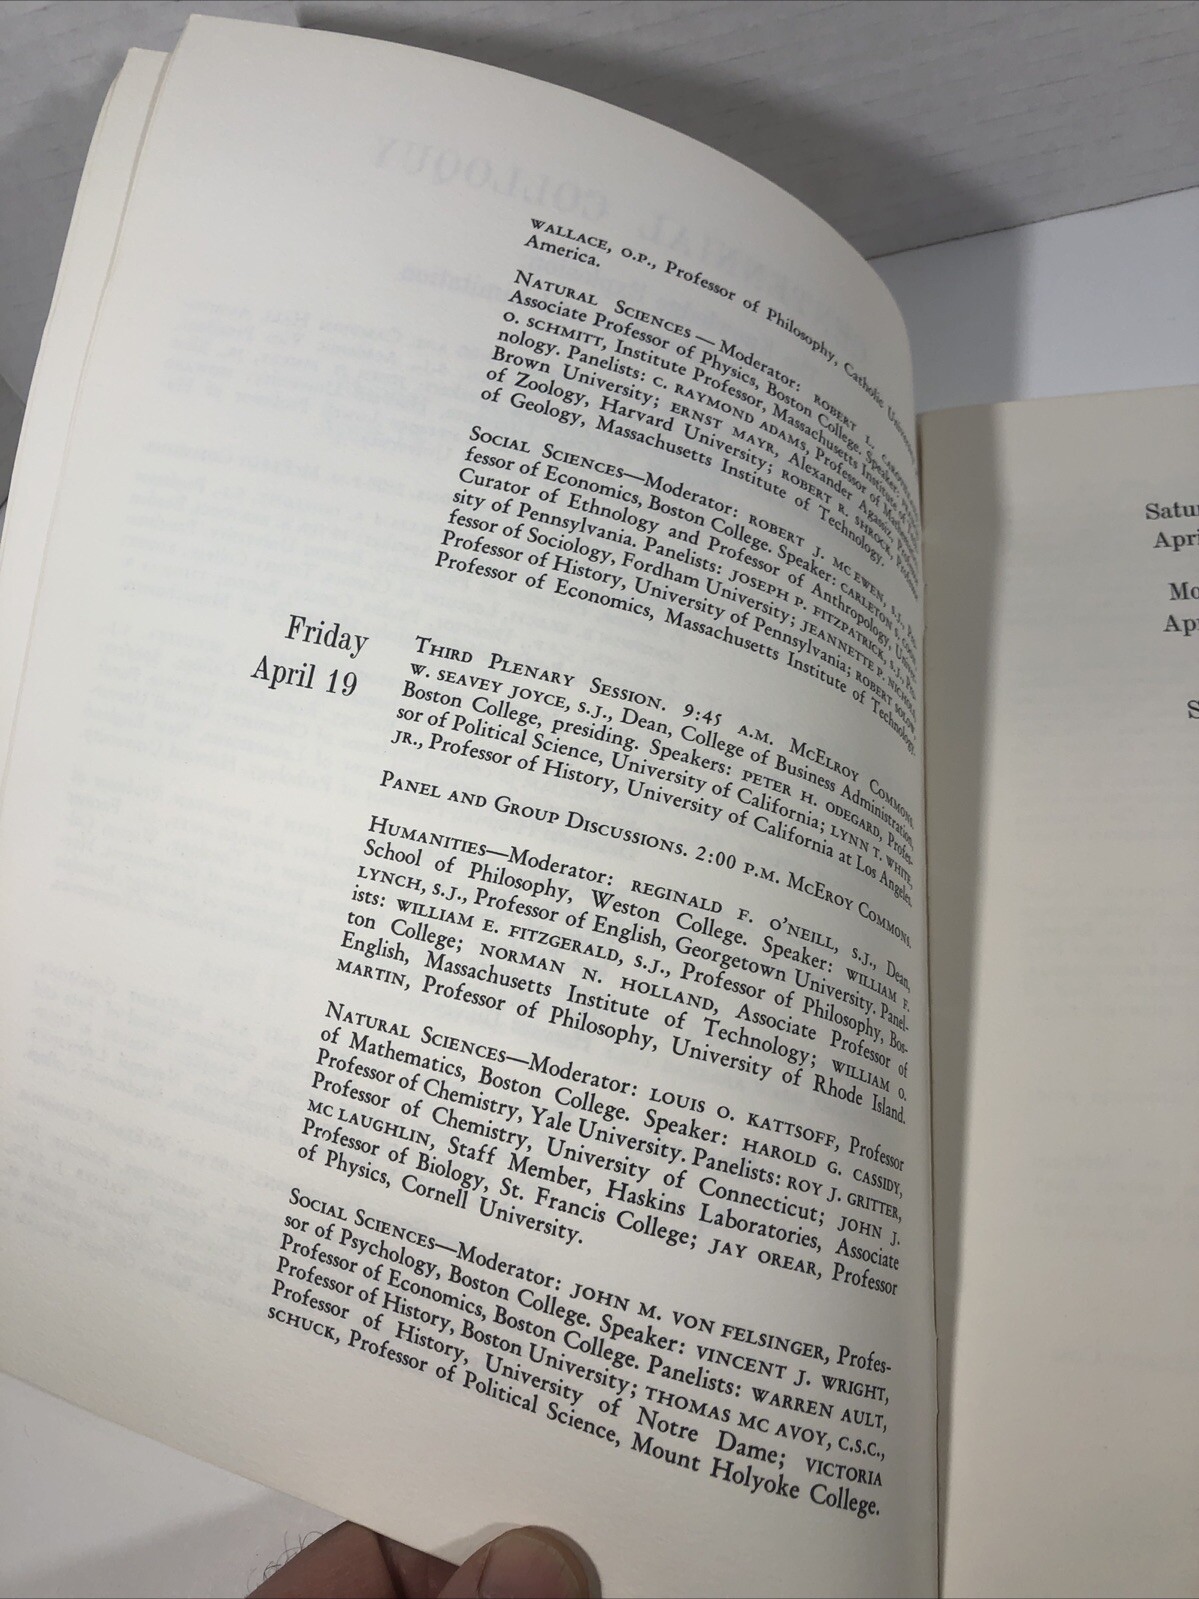 WALLACE, O.P., Professor of Philosophy, Catholic
America.
NATURAL SCIENCES — Moderator: ROBERT L.
Associate Professor of Physics, Boston College. Speaker:
O. SCHMITT, Institute Professor, Massachusetts Institute of Tech-
nology. Panelists: C. RAYMOND ADAMS, Professor of
Brown University; ERNST MAYR, Alexander Agassiz, Professor
of Zoology, Harvard University; ROBERT R. SHROCK, Professor
of Geology, Massachusetts Institute of Technology.
SOCIAL SCIENCES—Moderator: ROBERT J. MC EWEN, S.J., Pro-
fessor of Economics, Boston College. Speaker: CARLETON S. COON,
Curator of Ethnology and Professor of Anthropology, Univer-
sity of Pennsylvania. Panelists: JOSEPH P. FITZPATRICK, S.J., Pro-
fessor of Sociology, Fordham University; JEANNETTE P. NICHOLS,
Professor of History, University of Pennsylvania; ROBERT SOLOW,
Professor of Economics, Massachusetts Institute of Technology.
Friday
April 19
THIRD PLENARY SESSION. 9:45 A.M. MCELROY COMMONS.
W. SEAVEY JOYCE, S.J., Dean, College of Business Administration,
Boston College, presiding. Speakers: PETER H. ODEGARD, Profes-
sor of Political Science, University of California; LYNN T. WHITE,
JR., Professor of History, University of California at Los Angeles.
PANEL AND GROUP DISCUSSIONS. 2:00 P.M. MCEROY COMMONS.
HUMANITIES—Moderator: REGINALD F. O'NEILL, S.J., Dean,
School of Philosophy, Weston College. Speaker: WILLIAM F.
LYNCH, S.J., Professor of English, Georgetown University. Panel-
ists: WILLIAM E. FITZGERALD, S.J., Professor of Philosophy, Bos-
ton College; NORMAN N. HOLLAND, Associate Professor of
English, Massachusetts Institute of Technology; WILLIAM O.
MARTIN, Professor of Philosophy, University of Rhode Island.
NATURAL SCIENCES—Moderator: LOUIS O. KATTSOFF, Professor
of Mathematics, Boston College. Speaker: HAROLD G. CASSIDY,
Professor of Chemistry, Yale University. Panelists: ROY J. GRITTER,
Professor of Chemistry, University of Connecticut; JOHN J.
MC LAUGHLIN, Staff Member, Haskins Laboratories, Associate
Professor of Biology, St. Francis College; JAY OREAR, Professor
of Physics, Cornell University.
SOCIAL SCIENCES—Moderator: JOHN M. VON FELSINGER, Profes-
sor of Psychology, Boston College. Speaker: VINCENT J. WRIGHT,
Professor of Economics, Boston College. Panelists: WARREN AULT,
Professor of History, Boston University; THOMAS MC AVOY, C.S.C.,
Professor of History, University of Notre Dame; VICTORIA
SCHUCK, Professor of Political Science, Mount Holyoke College.
Satur
Apri
Mo
Apr
S